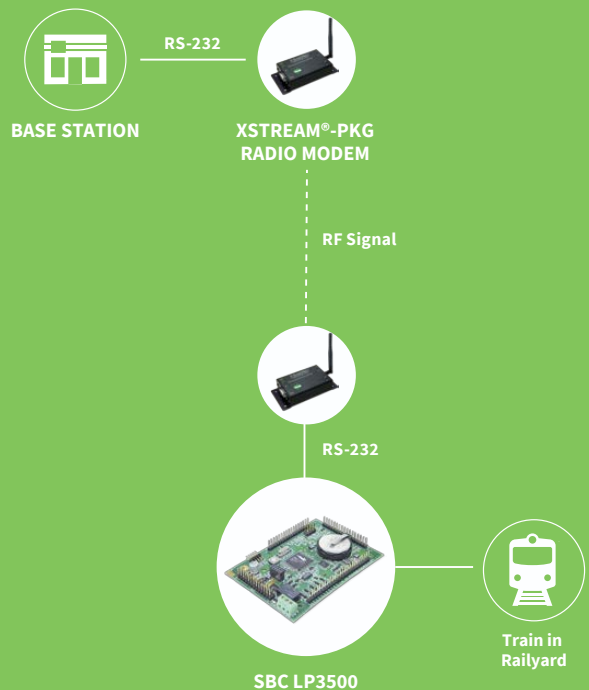 RS-232
BASE STATION
XSTREAM®-PKG
RADIO MODEM
RF Signal
RS-232
Train in
Railyard
SBC LP3500